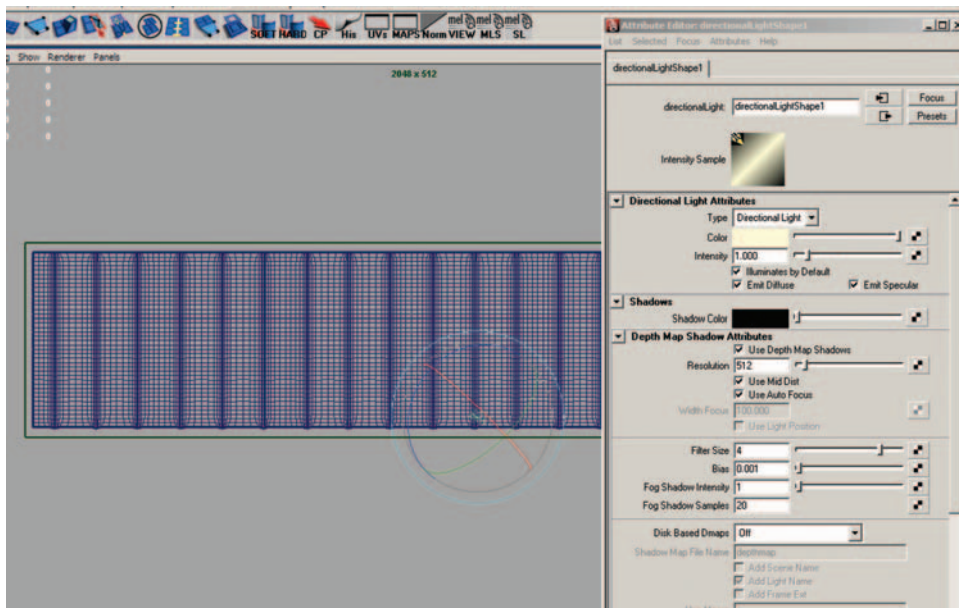 mel mel mel
SOFT HARD CP His UVs MAPS Norm VIEW MLS SL
Show Renderer Panels
2048 x 512
Attribute Editor: directionalLightShape1
List Selected Focus Attributes Help
directionalLightShape1
directionalLight: directionalLightShape1
Focus
Presets
Intensity Sample
Directional Light Attributes
Type Directional Light
Color
Intensity 1.000
Illuminates by Default
Emit Diffuse Emit Specular
Shadows
Shadow Color
Depth Map Shadow Attributes
Use Depth Map Shadows
Resolution 512
Use Mid Dist
Use Auto Focus
Width Focus 100.000
Use Light Position
Filter Size 4
Bias 0.001
Fog Shadow Intensity 1
Fog Shadow Samples 20
Disk Based Dmaps Off
Shadow Map File Name depthmap
Add Scene Name
Add Light Name
Add Frame Ext